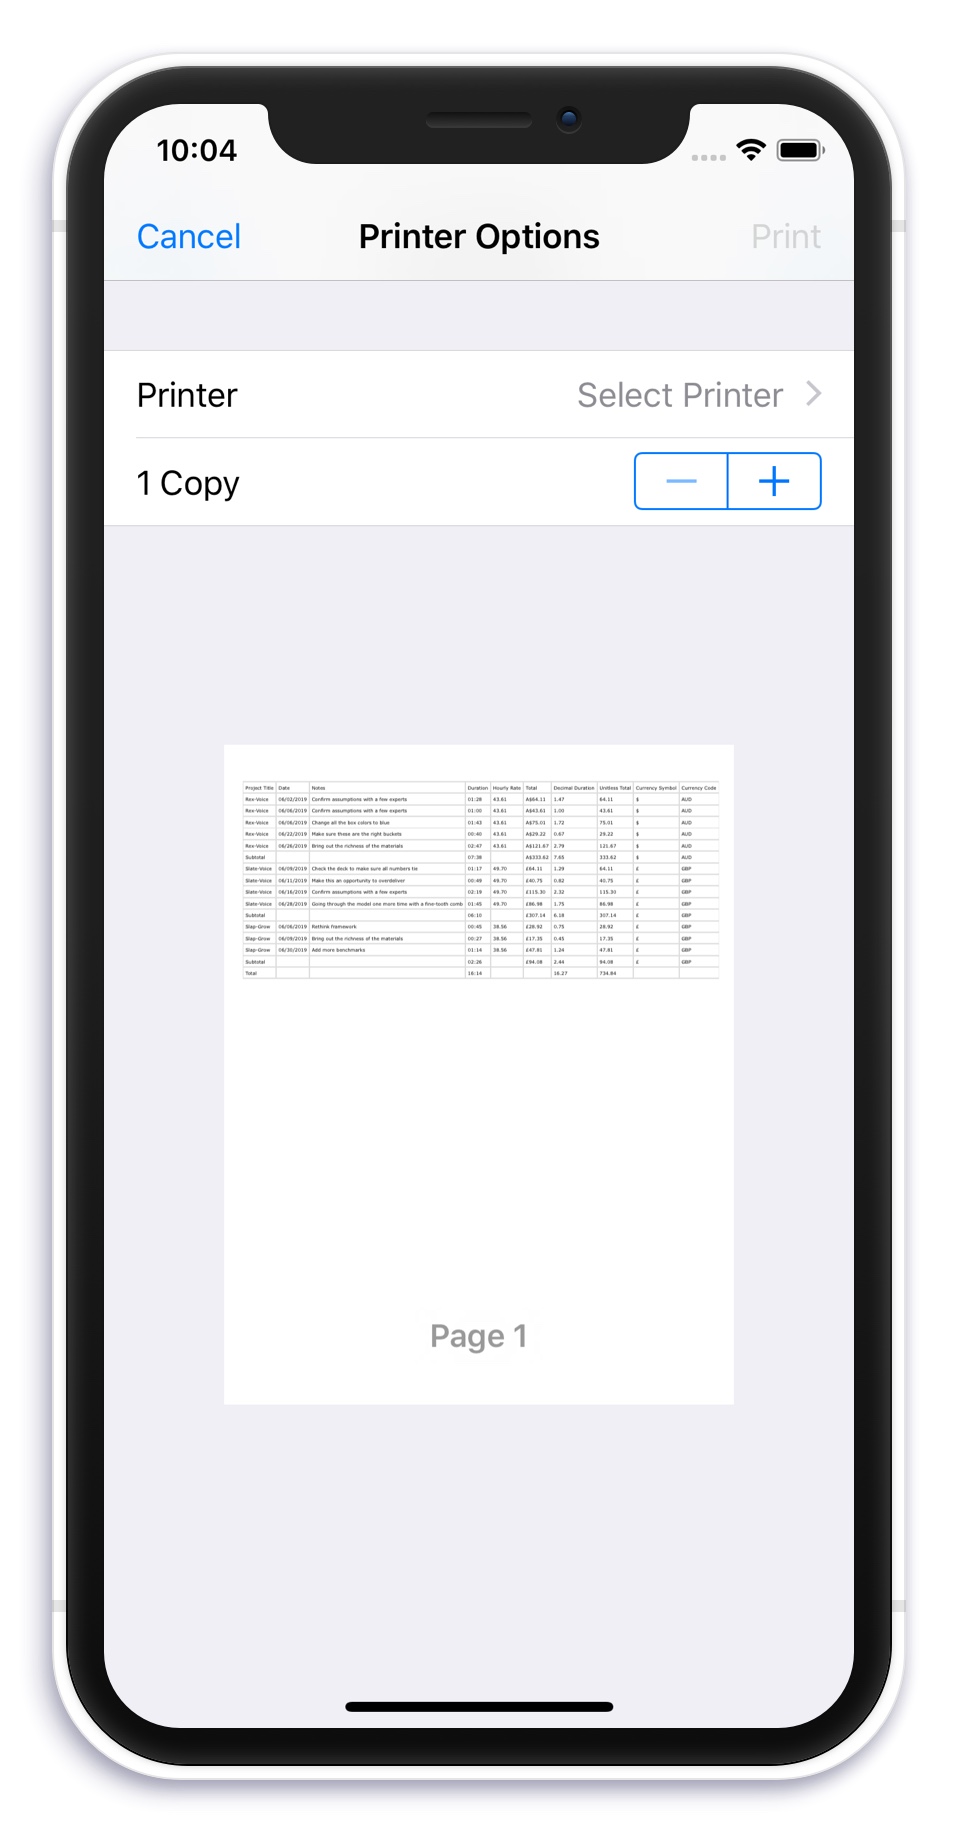 10:04
Cancel Printer Options Print
Printer Select Printer
1 Copy
Project Title Date Notes Duration Hourly Rate Total Decimal Duration Unitless Total Currency Symbol Currency Code
Rex-Voice 06/02/2019 Confirm assumptions with a few experts 01:28 43.61 A$64.11 1.47 64.11 $ AUD
Rex-Voice 06/06/2019 Confirm assumptions with a few experts 01:00 43.61 A$43.61 1.00 43.61 $ AUD
Rex-Voice 06/06/2019 Change all the box colors to blue 01:43 43.61 A$75.01 1.72 75.01 $ AUD
Rex-Voice 06/22/2019 Make sure these are the right buckets 00:40 43.61 A$29.22 0.67 29.22 $ AUD
Rex-Voice 06/26/2019 Bring out the richness of the materials 02:47 43.61 A$121.67 2.79 121.67 $ AUD
Subtotal 07:38 A$333.62 7.65 333.62 $ AUD
Slate-Voice 06/09/2019 Check the deck to make sure all numbers tie 01:17 49.70 £64.11 1.29 64.11 £ GBP
Slate-Voice 06/11/2019 Make this an opportunity to overdeliver 00:49 49.70 £40.75 0.82 40.75 £ GBP
Slate-Voice 06/16/2019 Confirm assumptions with a few experts 02:19 49.70 £115.30 2.32 115.30 £ GBP
Slate-Voice 06/28/2019 Going through the model one more time with a fine-tooth comb 01:45 49.70 £86.98 1.75 86.98 £ GBP
Subtotal 06:10 £307.14 6.18 307.14 £ GBP
Slap-Grow 06/06/2019 Rethink framework 00:45 38.56 £28.92 0.75 28.92 £ GBP
Slap-Grow 06/09/2019 Bring out the richness of the materials 00:27 38.56 £17.35 0.45 17.35 £ GBP
Slap-Grow 06/30/2019 Add more benchmarks 01:14 38.56 £47.81 1.24 47.81 £ GBP
Subtotal 02:26 £94.08 2.44 94.08 £ GBP
Total 16:14 16.27 734.84
Page 1